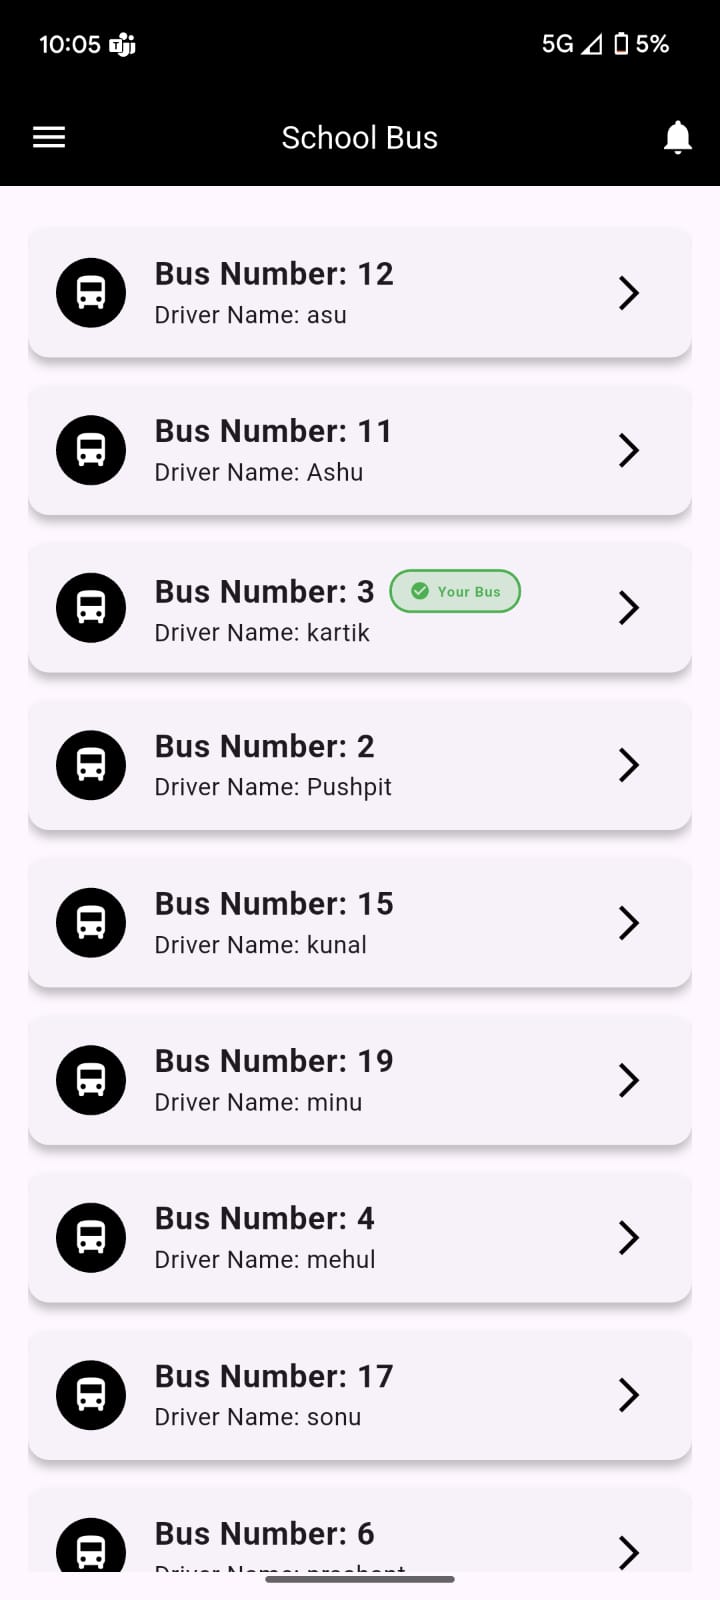 10:05
5G 5%
School Bus
Bus Number: 12
Driver Name: asu
Bus Number: 11
Driver Name: Ashu
Bus Number: 3 Your Bus
Driver Name: kartik
Bus Number: 2
Driver Name: Pushpit
Bus Number: 15
Driver Name: kunal
Bus Number: 19
Driver Name: minu
Bus Number: 4
Driver Name: mehul
Bus Number: 17
Driver Name: sonu
Bus Number: 6
Driver Name: